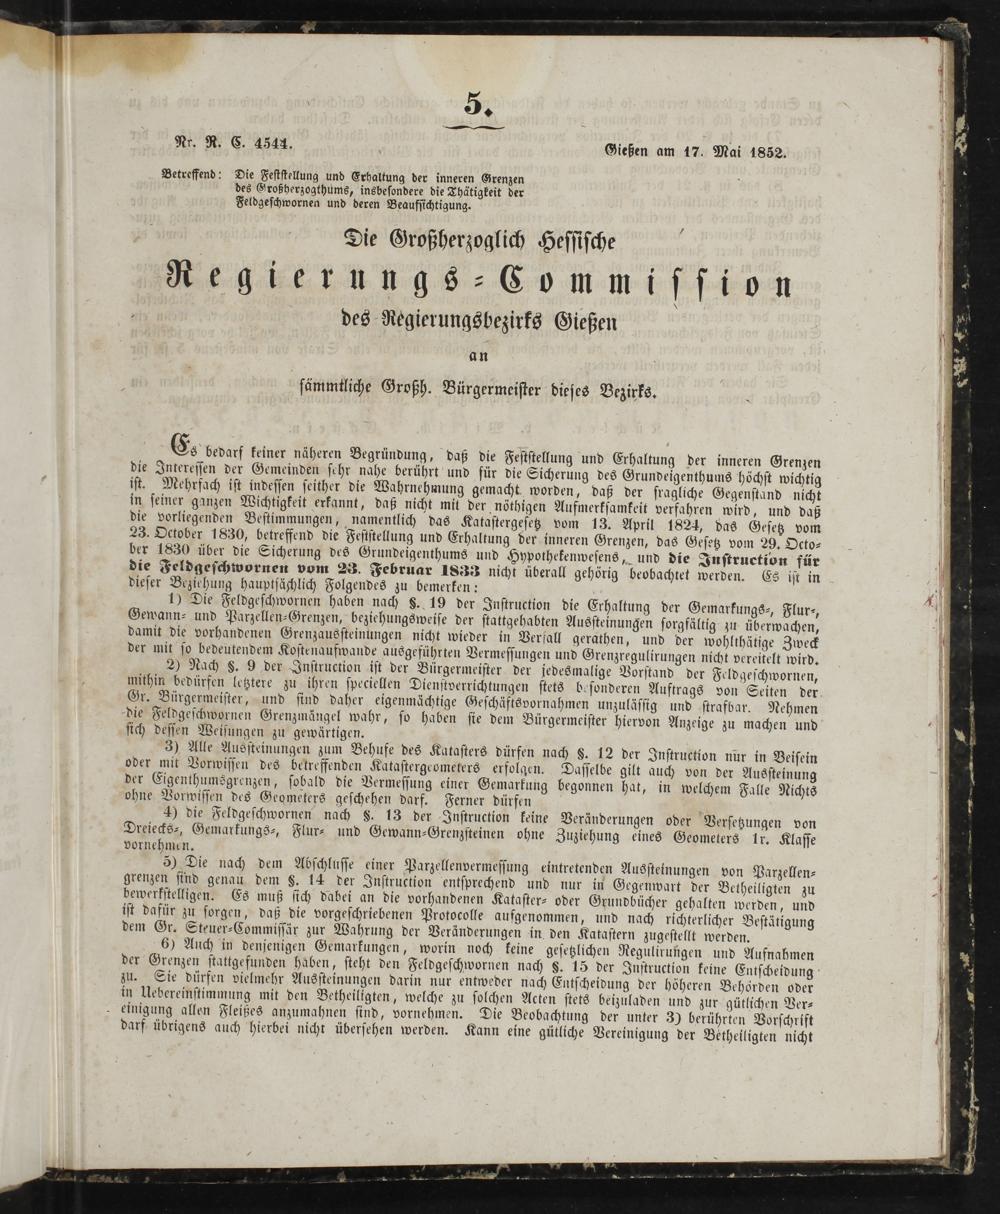 5.
Nr. R. C. 4544.
Gießen am 17. Mai 1852.
Betreffend: Die Feststellung und Erhaltung der inneren Grenzen
des Großherzogthums, insbesondere die Thätigkeit der
Feldgeschwornen und deren Beaufsichtigung.
Die Großherzoglich Hessische
Regierungs-Commission
des Regierungsbezirks Gießen
an
sämmtliche Großh. Bürgermeister dieses Bezirks.
Es bedarf keiner näheren Begründung, daß die Feststellung und Erhaltung der inneren Grenzen
die Interessen der Gemeinden sehr nahe berührt und für die Sicherung des Grundeigenthums höchst wichtig
ist. Mehrfach ist indessen seither die Wahrnehmung gemacht worden, daß der fragliche Gegenstand nicht
in seiner ganzen Wichtigkeit erkannt, daß nicht mit der nöthigen Aufmerksamkeit verfahren wird, und daß
die vorliegenden Bestimmungen, namentlich das Katastergesetz vom 13. April 1824, das Gesetz vom
23. October 1830, betreffend die Feststellung und Erhaltung der inneren Grenzen, das Gesetz vom 29. Octo-
ber 1830 über die Sicherung des Grundeigenthums und Hypothekenwesens, und die Instruction für
die Feldgeschwornen vom 23. Februar 1833 nicht überall gehörig beobachtet werden. Es ist in
dieser Beziehung hauptsächlich Folgendes zu bemerken:
1) Die Feldgeschwornen haben nach §. 19 der Instruction die Erhaltung der Gemarkungs-, Flur-,
Gewann- und Parzellen-Grenzen, beziehungsweise der stattgehabten Aussteinungen sorgfältig zu überwachen,
damit die vorhandenen Grenzaussteinungen nicht wieder in Verfall gerathen, und der wohlthätige Zweck
der mit so bedeutendem Kostenaufwande ausgeführten Vermessungen und Grenzregulirungen nicht vereitelt wird.
2) Nach §. 9 der Instruction ist der Bürgermeister der jedesmalige Vorstand der Feldgeschwornen,
mithin bedürfen letztere zu ihren speciellen Dienstverrichtungen stets besonderen Auftrags von Seiten der
Gr. Bürgermeister, und sind daher eigenmächtige Geschäftsvornahmen unzulässig und strafbar. Nehmen
die Feldgeschwornen Grenzmängel wahr, so haben sie dem Bürgermeister hiervon Anzeige zu machen und
sich dessen Weisungen zu gewärtigen.
3) Alle Aussteinungen zum Behufe des Katasters dürfen nach §. 12 der Instruction nur in Beisein
oder mit Vorwissen des betreffenden Katastergeometers erfolgen. Dasselbe gilt auch von der Aussteinung
der Eigenthumsgrenzen, sobald die Vermessung einer Gemarkung begonnen hat, in welchem Falle Nichts
ohne Vorwissen des Geometers geschehen darf. Ferner dürfen
4) die Feldgeschwornen nach §. 13 der Instruction keine Veränderungen oder Versetzungen von
Dreiecks-, Gemarkungs-, Flur- und Gewann-Grenzsteinen ohne Zuziehung eines Geometers 1r. Klasse
vornehmen.
5) Die nach dem Abschlusse einer Parzellenvermessung eintretenden Aussteinungen von Parzellen-
grenzen sind genau dem §. 14 der Instruction entsprechend und nur in Gegenwart der Betheiligten zu
bewerkstelligen. Es muß sich dabei an die vorhandenen Kataster- oder Grundbücher gehalten werden, und
ist dafür zu sorgen, daß die vorgeschriebenen Protocolle aufgenommen, und nach richterlicher Bestätigung
dem Gr. Steuer-Commissär zur Wahrung der Veränderungen in den Katastern zugestellt werden.
6) Auch in denjenigen Gemarkungen, worin noch keine gesetzlichen Regulirungen und Aufnahmen
der Grenzen stattgefunden haben, steht den Feldgeschwornen nach §. 15 der Instruction keine Entscheidung
zu. Sie dürfen vielmehr Aussteinungen darin nur entweder nach Entscheidung der höheren Behörden oder
in Uebereinstimmung mit den Betheiligten, welche zu solchen Acten stets beizuladen und zur gütlichen Ver-
einigung allen Fleißes anzumahnen sind, vornehmen. Die Beobachtung der unter 3) berührten Vorschrift
darf übrigens auch hierbei nicht übersehen werden. Kann eine gütliche Vereinigung der Betheiligten nicht